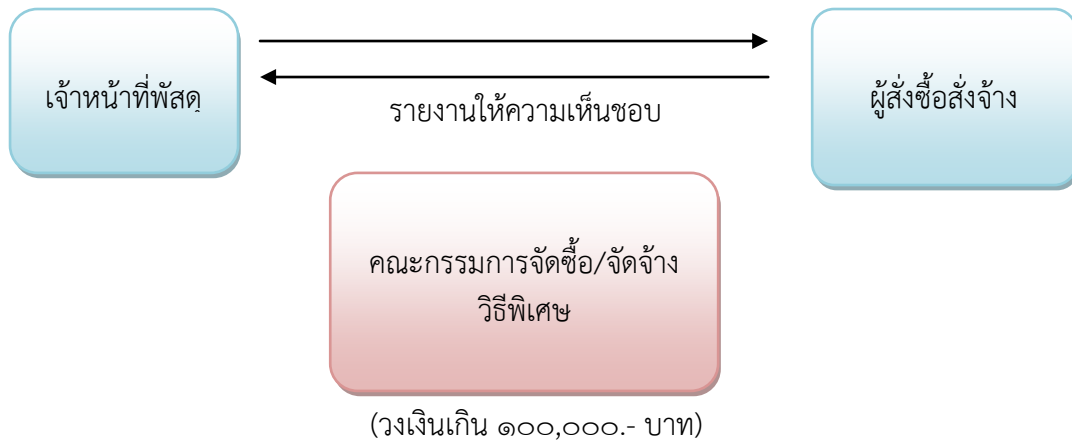 เจ้าหน้าที่พัสดุ
ผู้สั่งซื้อสั่งจ้าง
รายงานให้ความเห็นชอบ
คณะกรรมการจัดซื้อ/จัดจ้าง
วิธีพิเศษ
(วงเงินเกิน ๑๐๐,๐๐๐.- บาท)